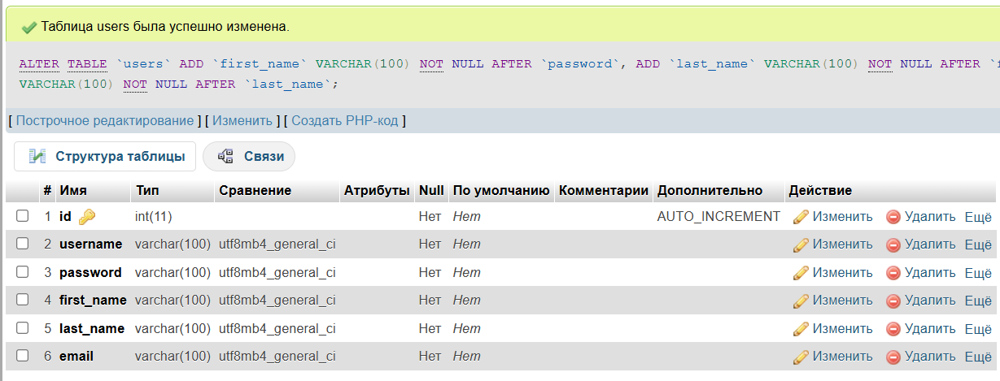 Таблица users была успешно изменена.
ALTER TABLE `users` ADD `first_name` VARCHAR(100) NOT NULL AFTER `password`, ADD `last_name` VARCHAR(100) NOT NULL AFTER
VARCHAR(100) NOT NULL AFTER `last_name`;
[ Построчное редактирование ] [ Изменить ] [ Создать PHP-код ]
Структура таблицы Связи
# Имя Тип Сравнение Атрибуты Null По умолчанию Комментарии Дополнительно Действие
1 id int(11) Нет Нет AUTO_INCREMENT Изменить Удалить Ещё
2 username varchar(100) utf8mb4_general_ci Нет Нет Изменить Удалить Ещё
3 password varchar(100) utf8mb4_general_ci Нет Нет Изменить Удалить Ещё
4 first_name varchar(100) utf8mb4_general_ci Нет Нет Изменить Удалить Ещё
5 last_name varchar(100) utf8mb4_general_ci Нет Нет Изменить Удалить Ещё
6 email varchar(100) utf8mb4_general_ci Нет Нет Изменить Удалить Ещё